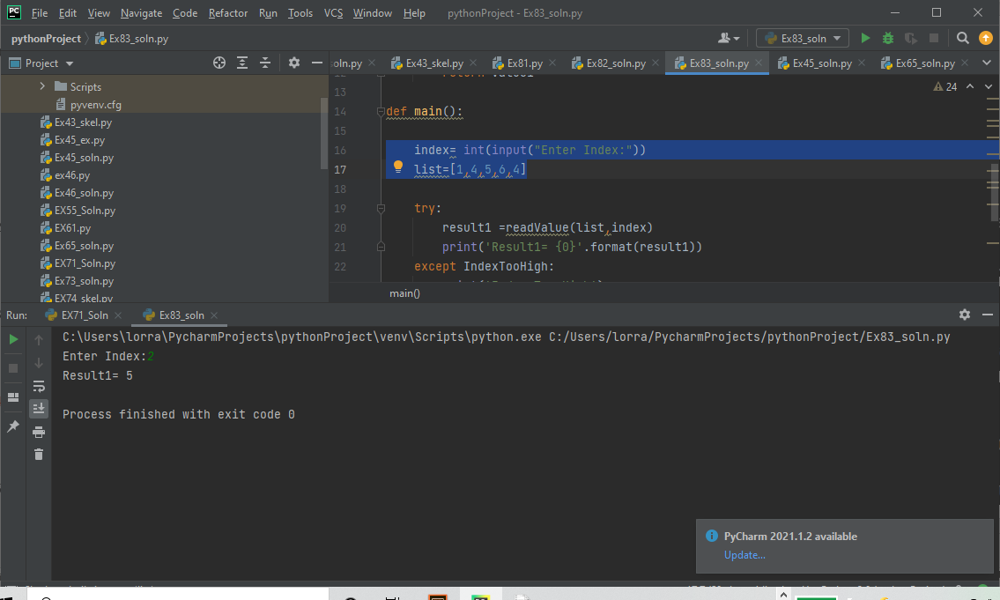 PC File Edit View Navigate Code Refactor Run Tools VCS Window Help pythonProject - Ex83_soln.py
pythonProject Ex83_soln.py Ex83_soln
Project oln.py Ex43_skel.py Ex81.py Ex82_soln.py Ex83_soln.py Ex45_soln.py Ex65_soln.py
Scripts
pyvenv.cfg
Ex43_skel.py
Ex45_ex.py
Ex45_soln.py
ex46.py
Ex46_soln.py
EX55_Soln.py
EX61.py
Ex65_soln.py
EX71_Soln.py
Ex73_soln.py
EX74_skel.py
24
13
14 def main():
15
16 index= int(input("Enter Index:"))
17 list=[1,4,5,6,4]
18
19 try:
20 result1 =readValue(list,index)
21 print('Result1= {0}'.format(result1))
22 except IndexTooHigh:
main()
Run: EX71_Soln Ex83_soln
C:\Users\lorra\PycharmProjects\pythonProject\venv\Scripts\python.exe C:/Users/lorra/PycharmProjects/pythonProject/Ex83_soln.py
Enter Index:2
Result1= 5
Process finished with exit code 0
PyCharm 2021.1.2 available
Update...